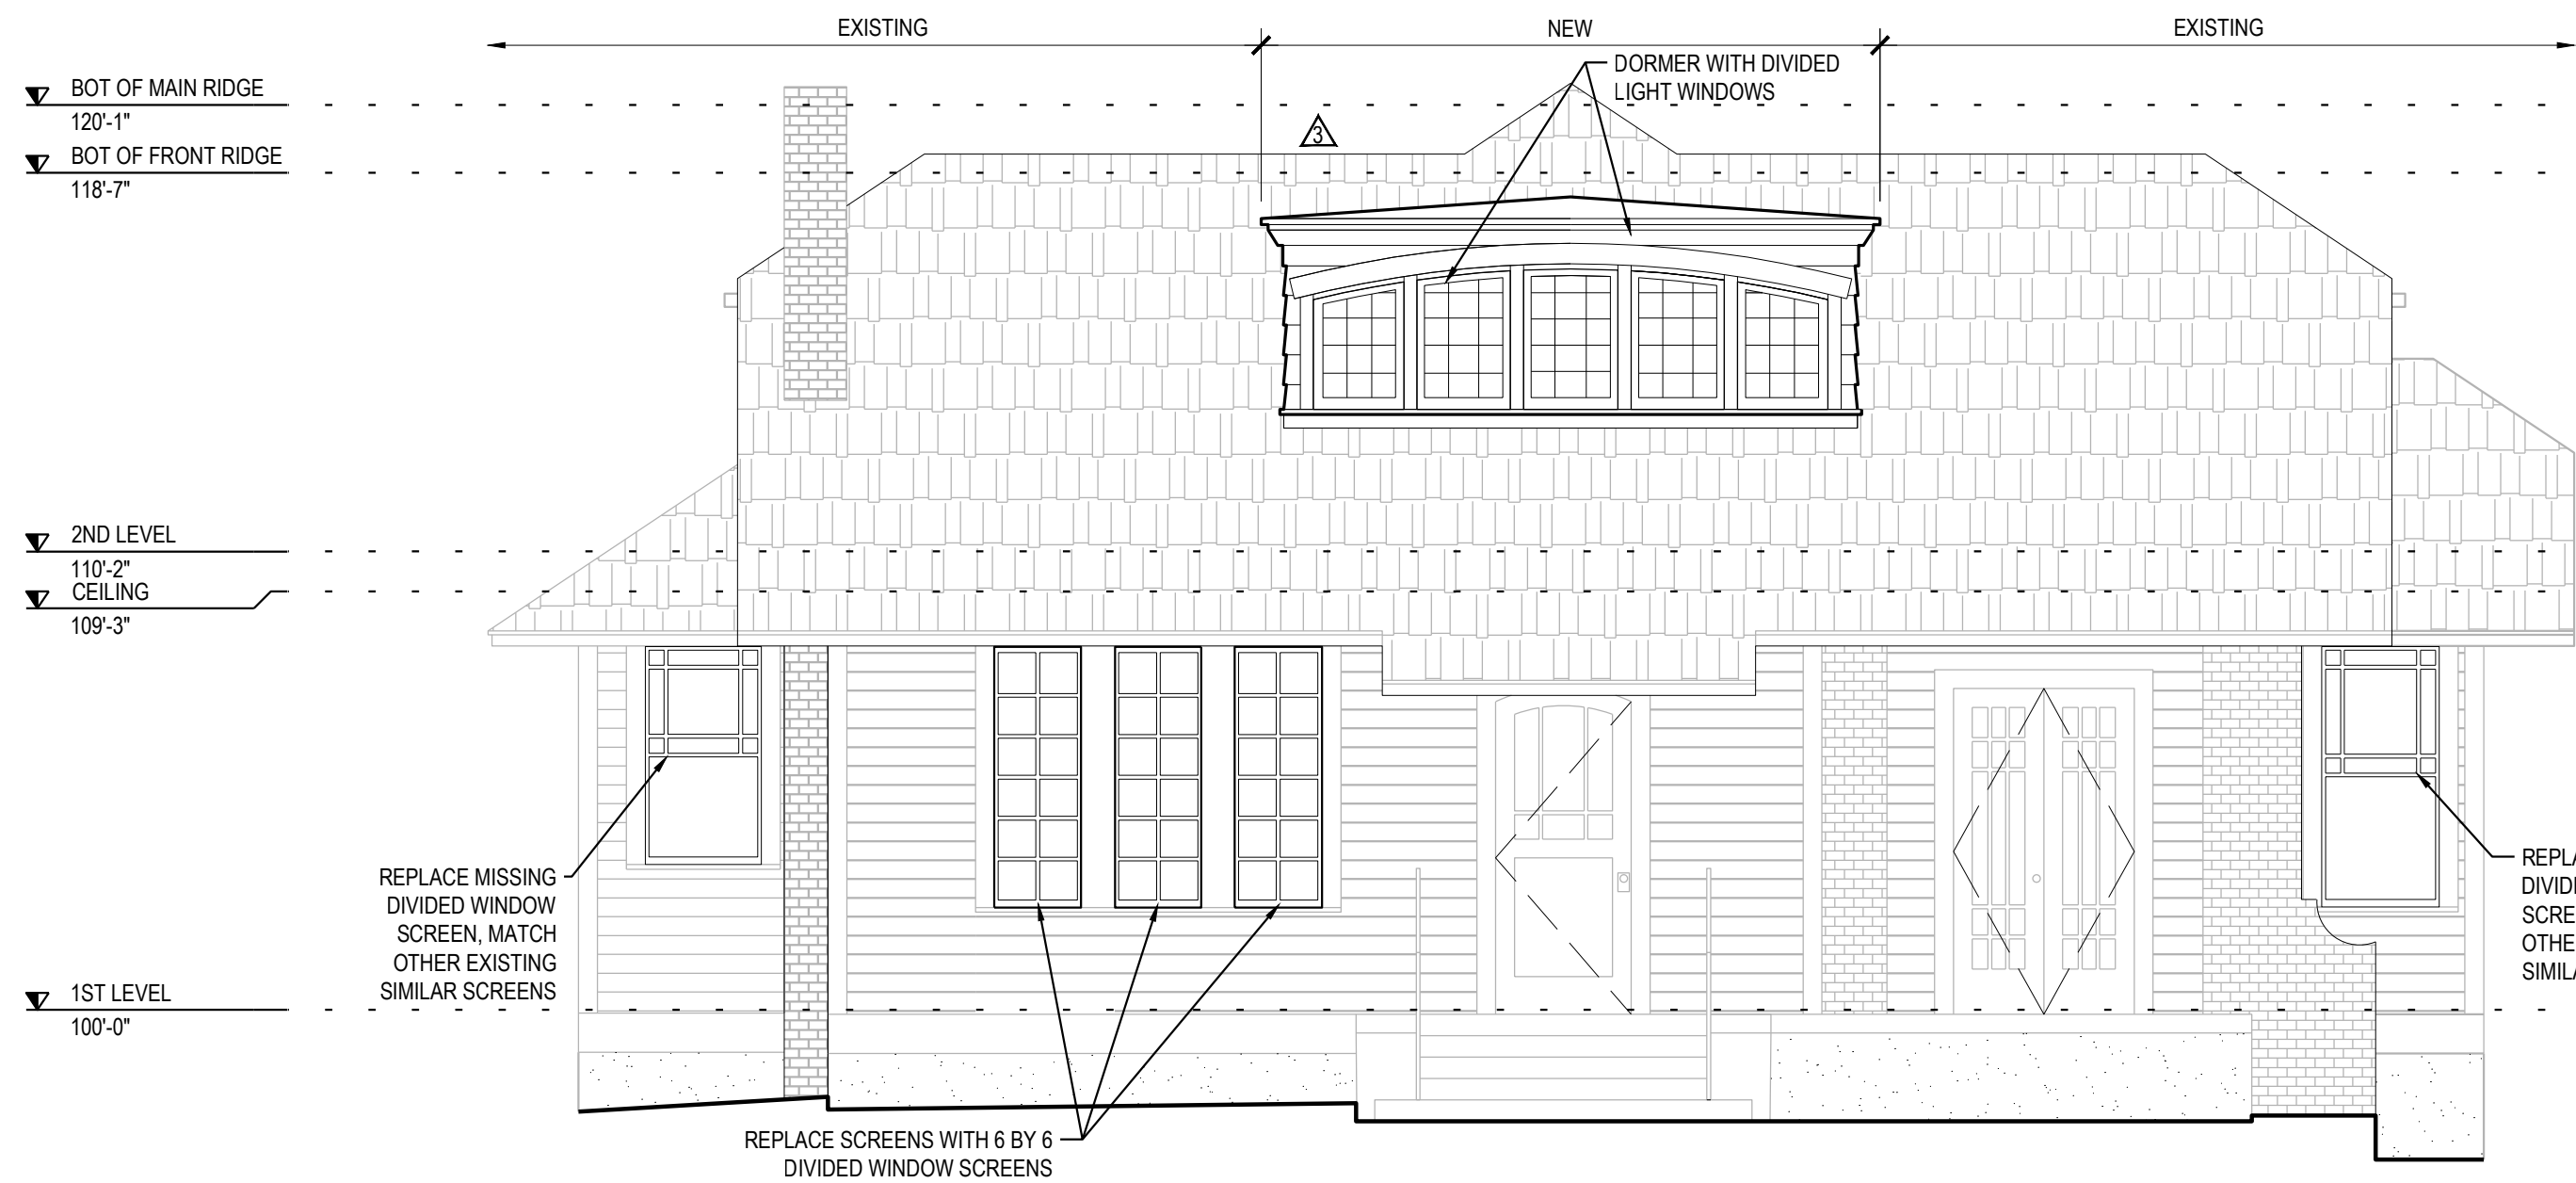 EXISTING
NEW
EXISTING
DORMER WITH DIVIDED
LIGHT WINDOWS
BOT OF MAIN RIDGE
120'-1"
3
BOT OF FRONT RIDGE
118'-7"
2ND LEVEL
110'-2"
CEILING
109'-3"
REPLACE MISSING
DIVIDED WINDOW
SCREEN, MATCH
OTHER EXISTING
SIMILAR SCREENS
1ST LEVEL
100'-0"
REPLACE SCREENS WITH 6 BY 6
DIVIDED WINDOW SCREENS